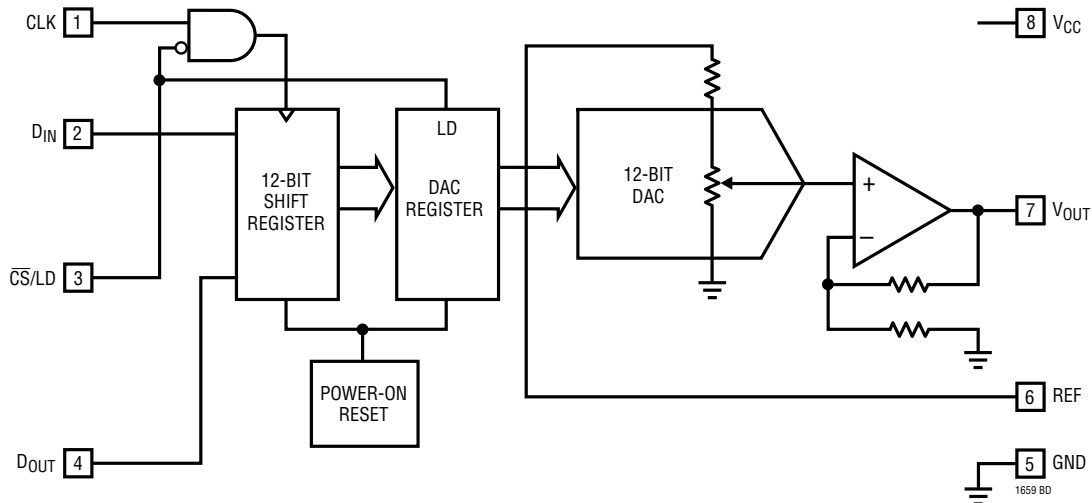 CLK 1
8 VCC
DIN 2
LD
12-BIT
SHIFT
REGISTER
DAC
REGISTER
12-BIT
DAC
+
–
7 VOUT
CS/LD 3
POWER-ON
RESET
6 REF
DOUT 4
5 GND
1659 BD